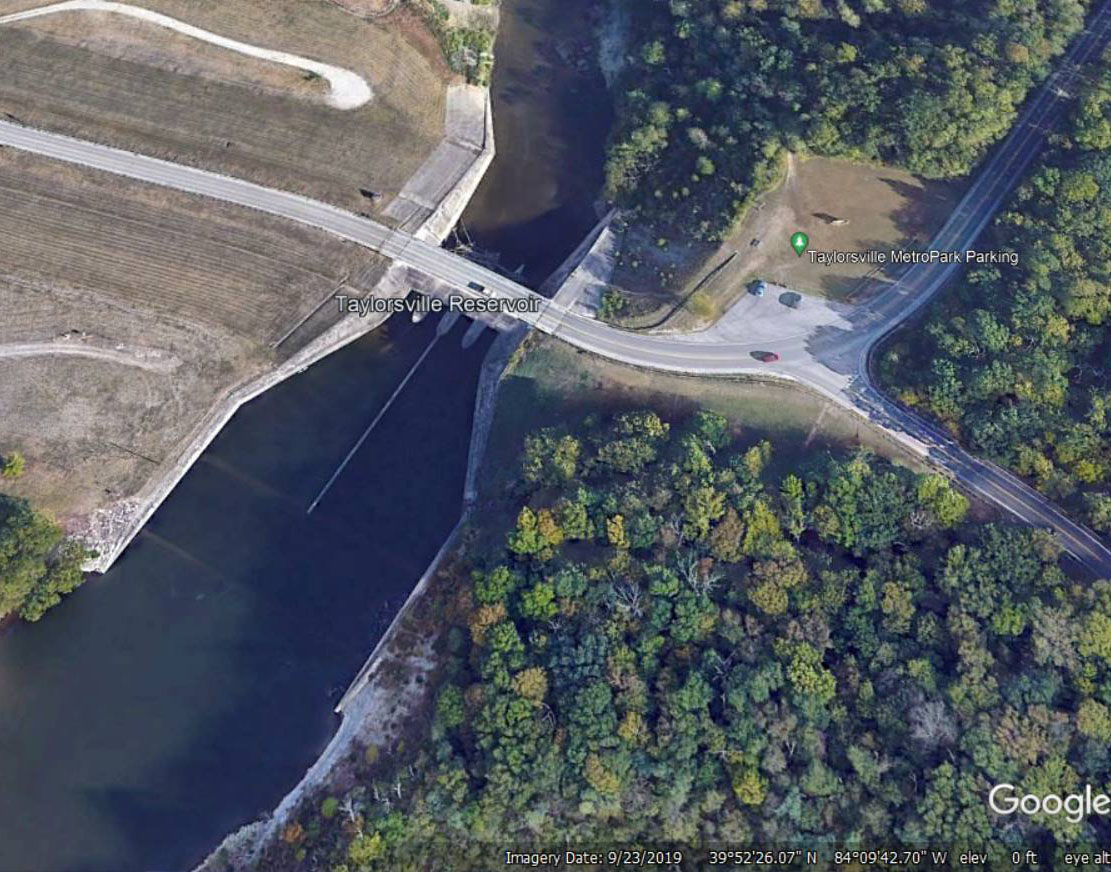 Taylorsville MetroPark Parking
Taylorsville Reservoir
Google
Imagery Date: 9/23/2019 39°52'26.07" N 84°09'42.70" W elev 0 ft eye alt